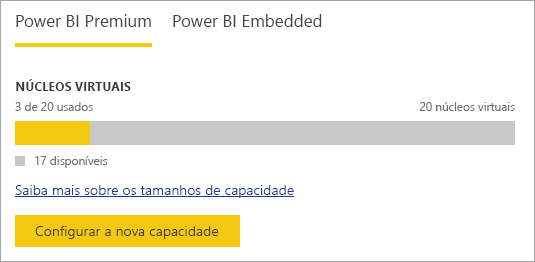 Power BI Premium Power BI Embedded
NÚCLEOS VIRTUAIS
3 de 20 usados 20 núcleos virtuais
17 disponíveis
Saiba mais sobre os tamanhos de capacidade
Configurar a nova capacidade